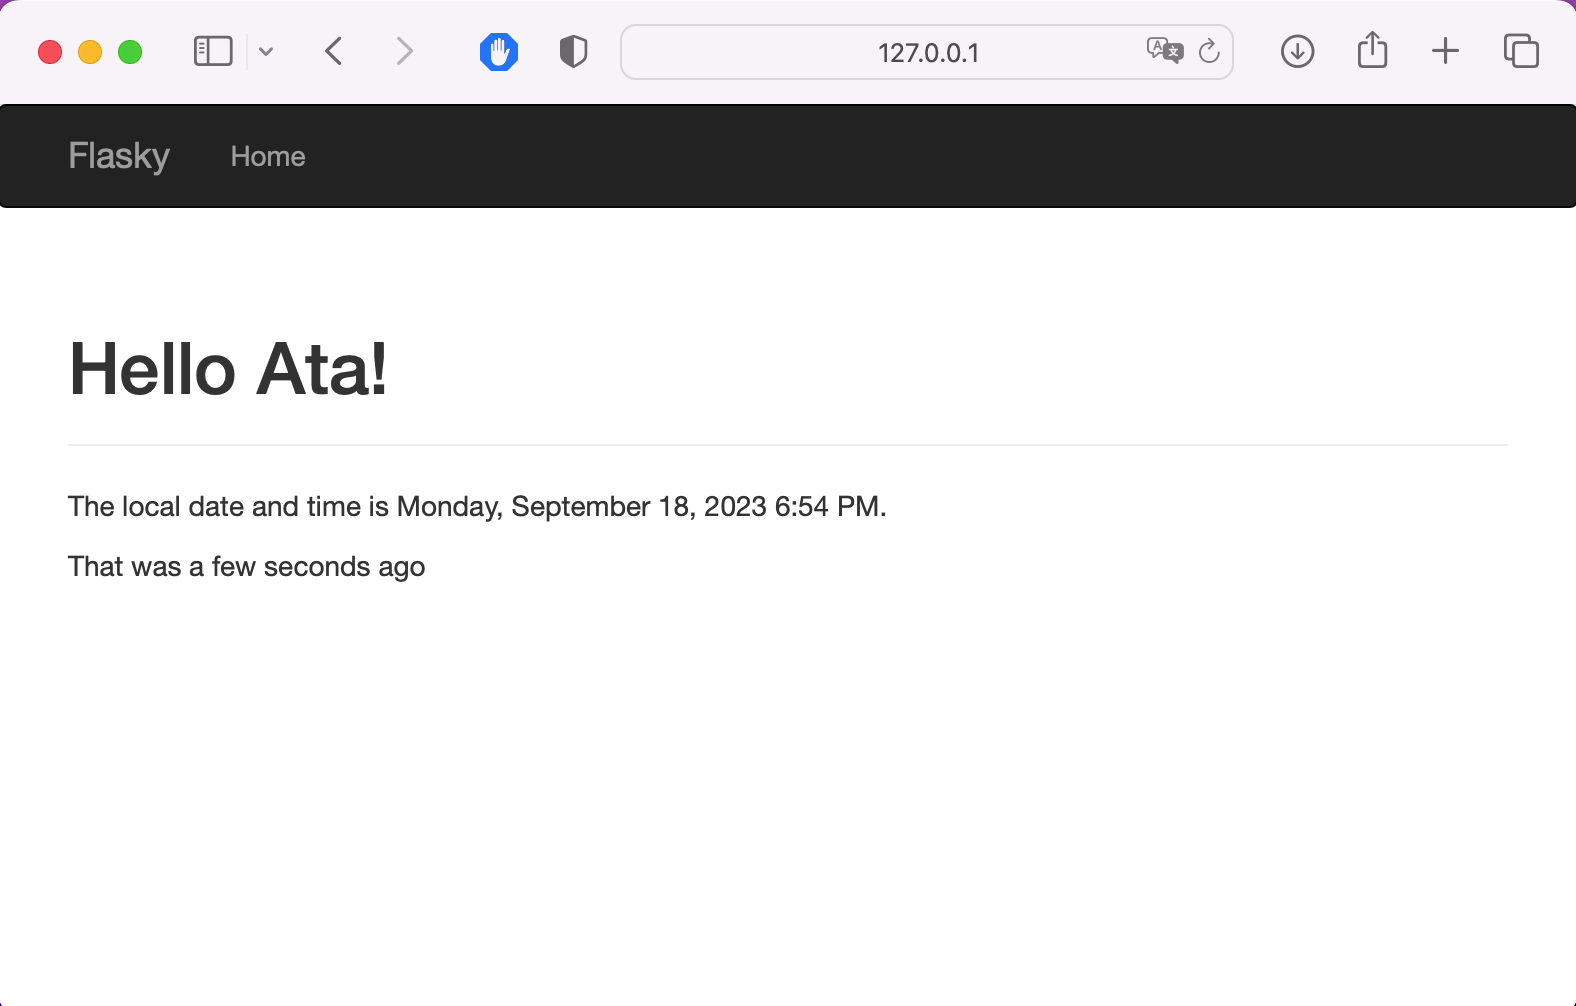 127.0.0.1
Flasky Home
Hello Ata!
The local date and time is Monday, September 18, 2023 6:54 PM.
That was a few seconds ago